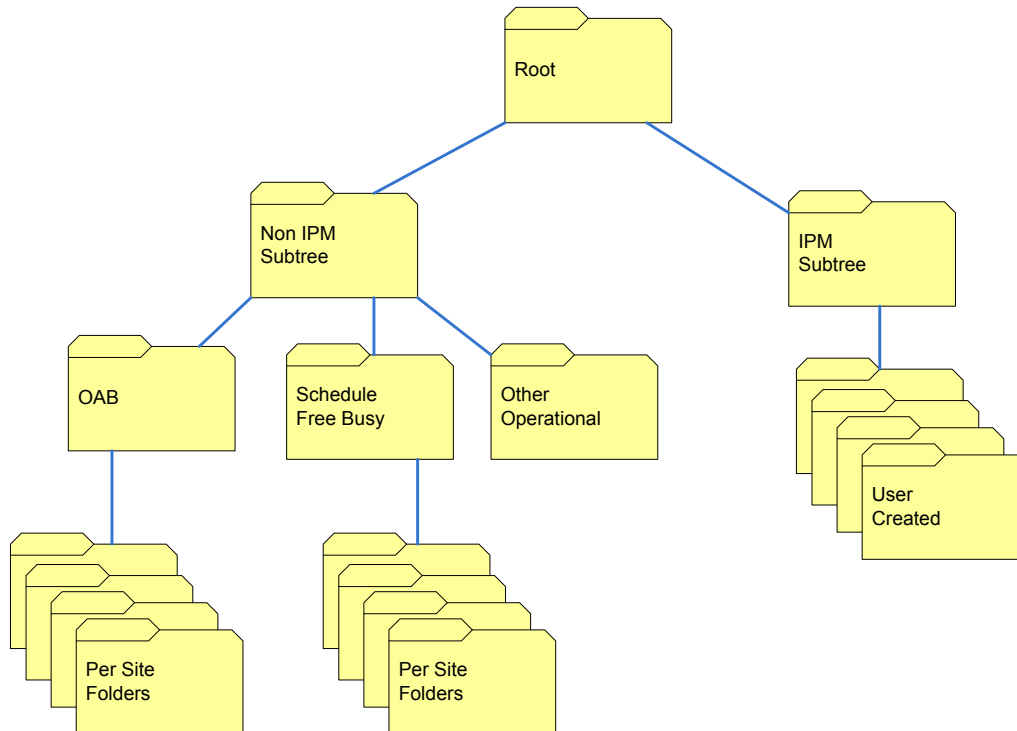 Root
Non IPM
Subtree
IPM
Subtree
OAB
Schedule
Free Busy
Other
Operational
User
Created
Per Site
Folders
Per Site
Folders